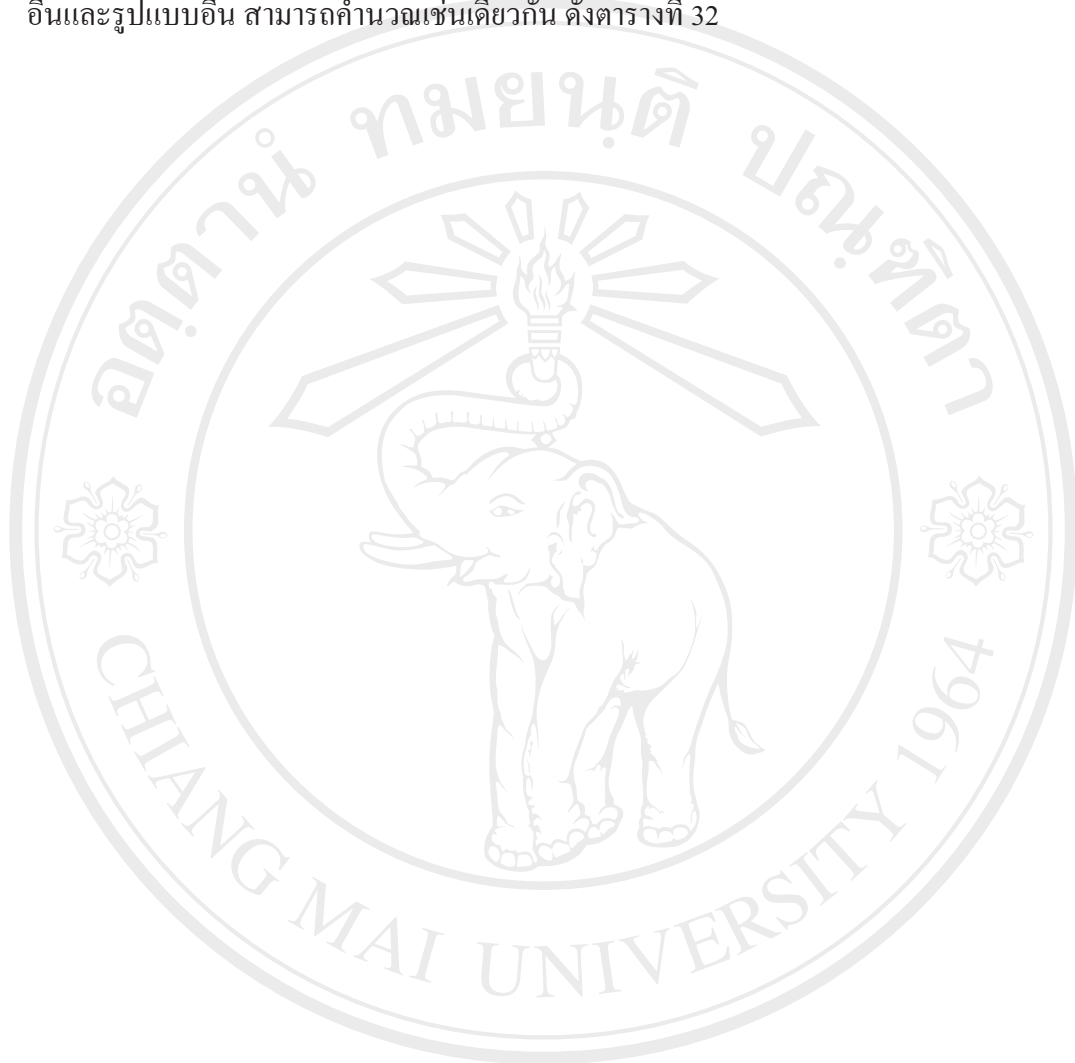 อื่นและรูปแบบอื่น สามารถคำนวณเช่นเดียวกัน ดังตารางที่ 32
อตฺตานํ ทมยนฺติ ปณฺฑิตา
CHIANG MAI UNIVERSITY 1964